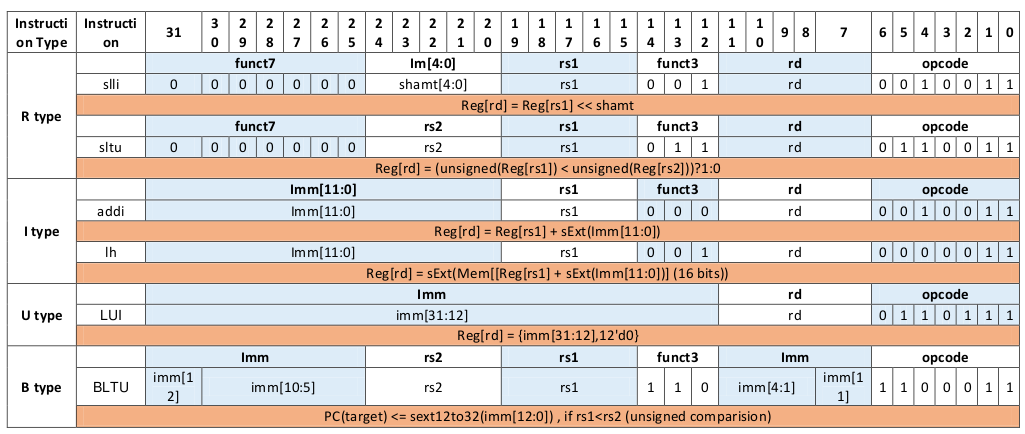 Instructi on Type Instructi on 31 30 29 28 27 26 25 24 23 22 21 20 19 18 17 16 15 14 13 12 11 10 9 8 7 6 5 4 3 2 1 0
R type
funct7 Im[4:0] rs1 funct3 rd opcode
slli 0 0 0 0 0 0 0 shamt[4:0] rs1 0 0 1 rd 0 0 1 0 0 1 1
Reg[rd] = Reg[rs1] << shamt
funct7 rs2 rs1 funct3 rd opcode
sltu 0 0 0 0 0 0 0 rs2 rs1 0 1 1 rd 0 1 1 0 0 1 1
Reg[rd] = (unsigned(Reg[rs1]) < unsigned(Reg[rs2]))?1:0
I type
Imm[11:0] rs1 funct3 rd opcode
addi Imm[11:0] rs1 0 0 0 rd 0 0 1 0 0 1 1
Reg[rd] = Reg[rs1] + sExt(Imm[11:0])
lh Imm[11:0] rs1 0 0 1 rd 0 0 0 0 0 1 1
Reg[rd] = sExt(Mem[[Reg[rs1] + sExt(Imm[11:0])] (16 bits))
U type
Imm rd opcode
LUI imm[31:12] rd 0 1 1 0 1 1 1
Reg[rd] = {imm[31:12],12'd0}
B type
Imm rs2 rs1 funct3 Imm opcode
BLTU imm[12] imm[10:5] rs2 rs1 1 1 0 imm[4:1] imm[11] 1 1 0 0 0 1 1
PC(target) <= sext12to32(imm[12:0]) , if rs1<rs2 (unsigned comparision)